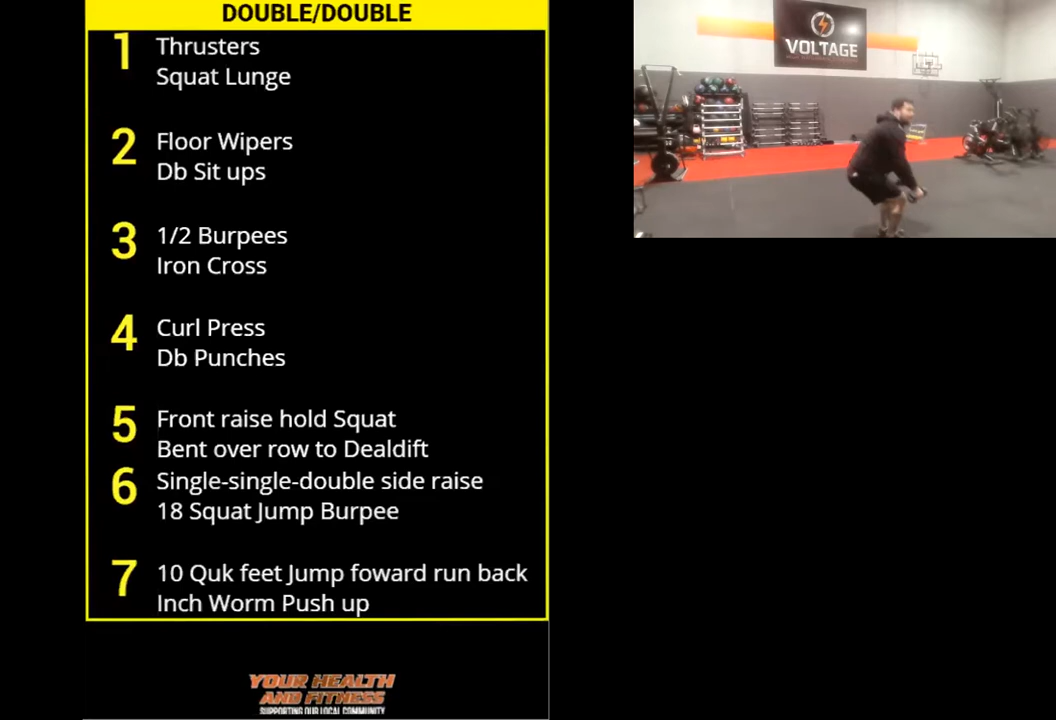 DOUBLE/DOUBLE
1 Thrusters
Squat Lunge
2 Floor Wipers
Db Sit ups
3 1/2 Burpees
Iron Cross
4 Curl Press
Db Punches
5 Front raise hold Squat
Bent over row to Dealdift
6 Single-single-double side raise
18 Squat Jump Burpee
7 10 Quk feet Jump foward run back
Inch Worm Push up
YOUR HEALTH
AND FITNESS
SUPPORTING OUR LOCAL COMMUNITY
VOLTAGE